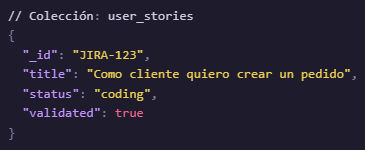 // Colección: user_stories
{
"_id": "JIRA-123",
"title": "Como cliente quiero crear un pedido",
"status": "coding",
"validated": true
}